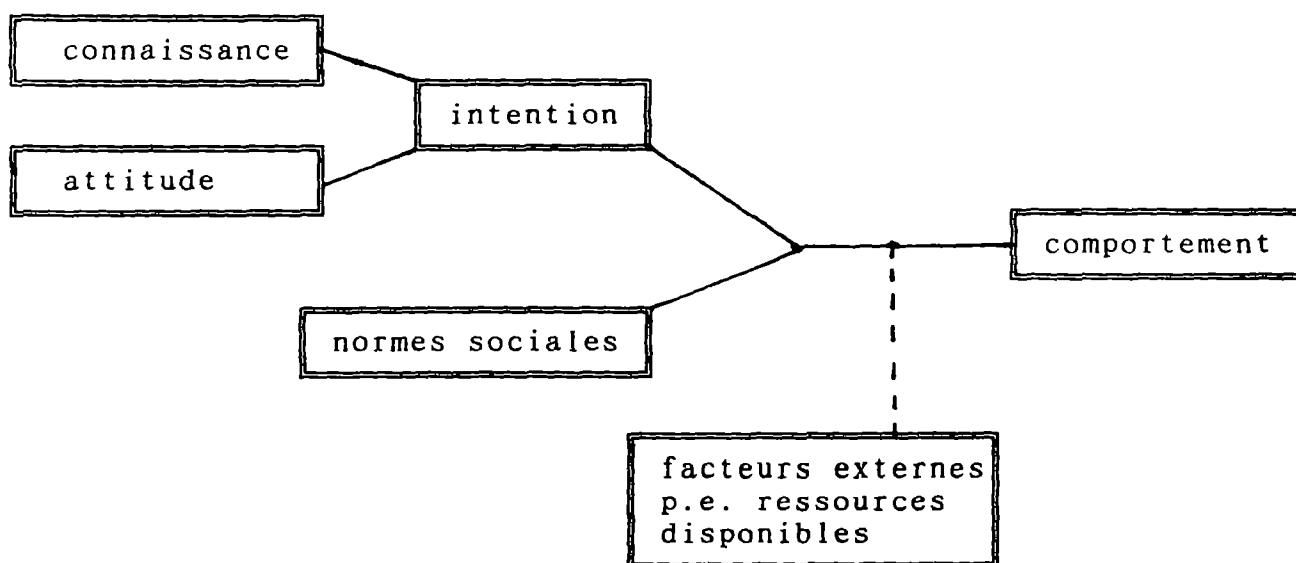 connaissance
intention
attitude
comportement
normes sociales
facteurs externes
p.e. ressources
disponibles